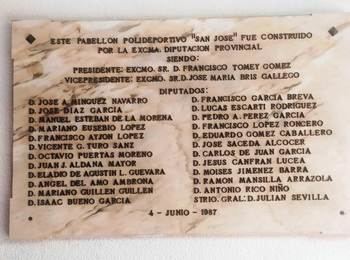 ESTE PABELLON POLIDEPORTIVO "SAN JOSE" FUE CONSTRUIDO
POR LA EXCMA. DIPUTACION PROVINCIAL
SIENDO:
PRESIDENTE: EXCMO. SR. D. FRANCISCO TOMEY GOMEZ
VICEPRESIDENTE: EXCMO. SR. D. JOSE MARIA BRIS GALLEGO
DIPUTADOS:
D. JOSE A. MINGUEZ NAVARRO
D. JOSE DIAZ GARCIA
D. MANUEL ESTEBAN DE LA MORENA
D. MARIANO EUSEBIO LOPEZ
D. FRANCISCO AYJON LOPEZ
D. VICENTE G. TURO SANZ
D. OCTAVIO PUERTAS MORENO
D. JUAN J. ALDANA MAYOR
D. ELADIO DE AGUSTIN L. GUEVARA
D. ANGEL DEL AMO AMBRONA
D. MARIANO GUILLEN GUILLEN
D. ISAAC BUENO GARCIA
D. FRANCISCO GARCIA BREVA
D. LUCAS ESCARTI RODRIGUEZ
D. PEDRO A. PEREZ GARCIA
D. FRANCISCO LOPEZ RONCERO
D. EDUARDO GOMEZ CABALLERO
D. JOSE SACEDA ALCOCER
D. CARLOS DE JUAN GARCIA
D. JESUS CANFRAN LUCEA
D. MOISES JIMENEZ BARRA
D. RAMON MANSILLA ARRAZOLA
D. ANTONIO RICO NIÑO
STRIO. GRAL: D. JULIAN SEVILLA
4 - JUNIO - 1987